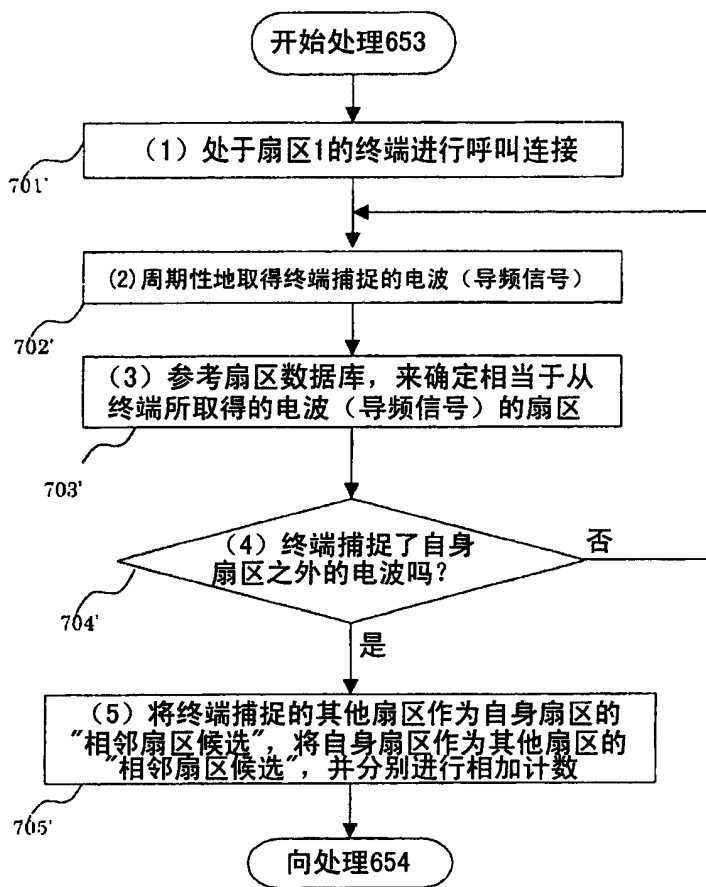 开始处理653
（1）处于扇区1的终端进行呼叫连接
701'
(2)周期性地取得终端捕捉的电波（导频信号）
702'
（3）参考扇区数据库，来确定相当于从
终端所取得的电波（导频信号）的扇区
703'
（4）终端捕捉了自身
扇区之外的电波吗？
否
704'
是
（5）将终端捕捉的其他扇区作为自身扇区的
"相邻扇区候选"，将自身扇区作为其他扇区的
"相邻扇区候选"，并分别进行相加计数
705'
向处理654